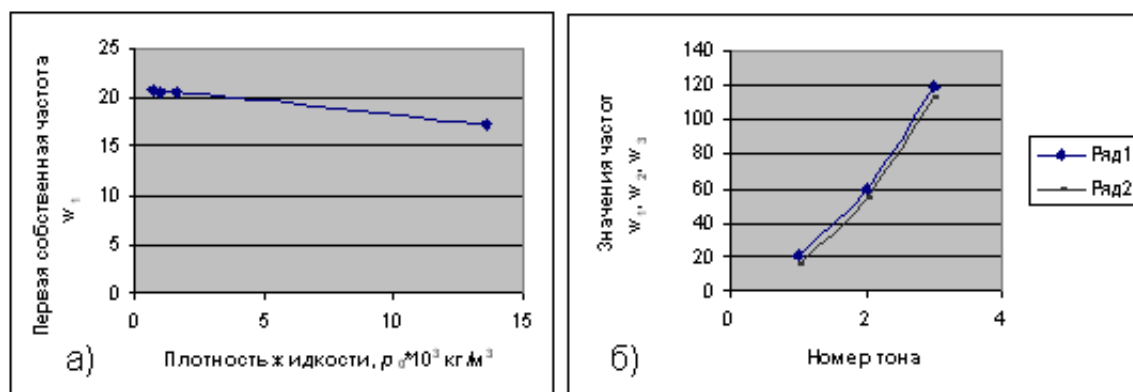 25
20
15
10
5
0
0 5 10 15
Первая собственная частота
w₁
Плотность жидкости, ρ₀*10³ кг/м³
а)
140
120
100
80
60
40
20
0
0 2 4
Значения частот
w₁, w₂, w₃
Номер тона
б)
Ряд1
Ряд2